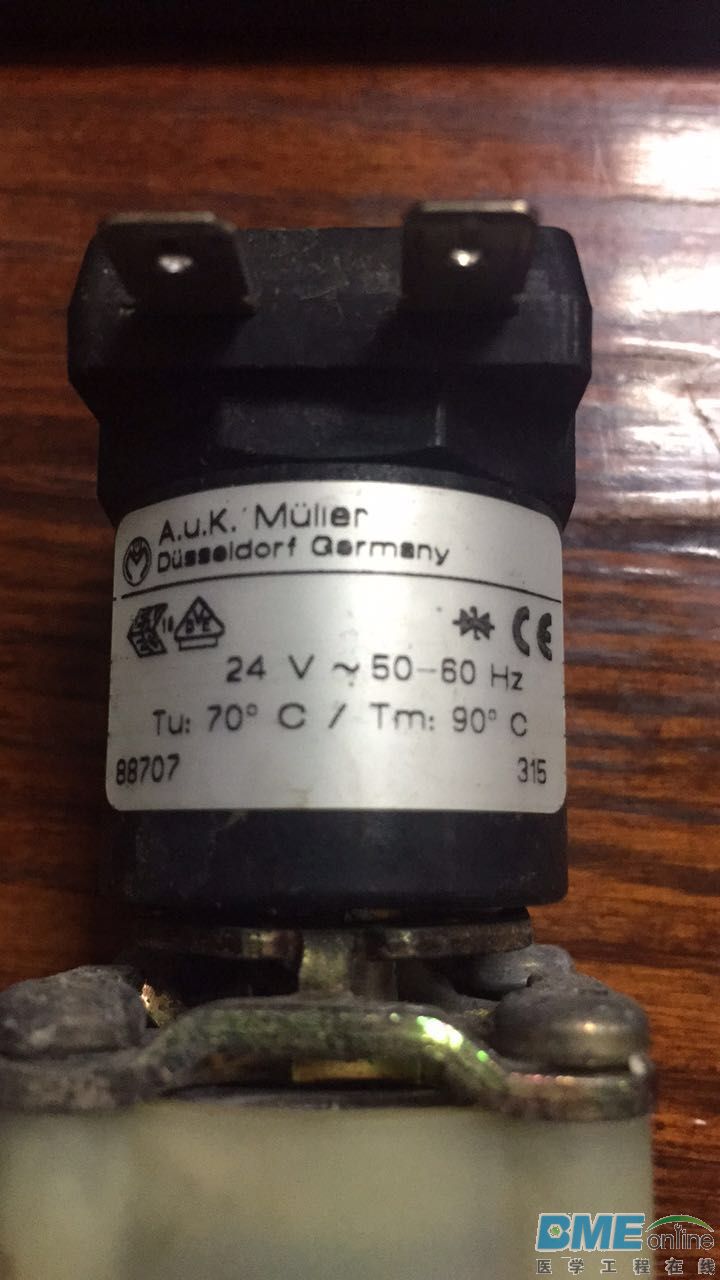 A.u.K. Müller
Düsseldorf Germany
CE
24 V ~ 50-60 Hz
Tu: 70° C / Tm: 90° C
88707 315
BME online
医学工程在线